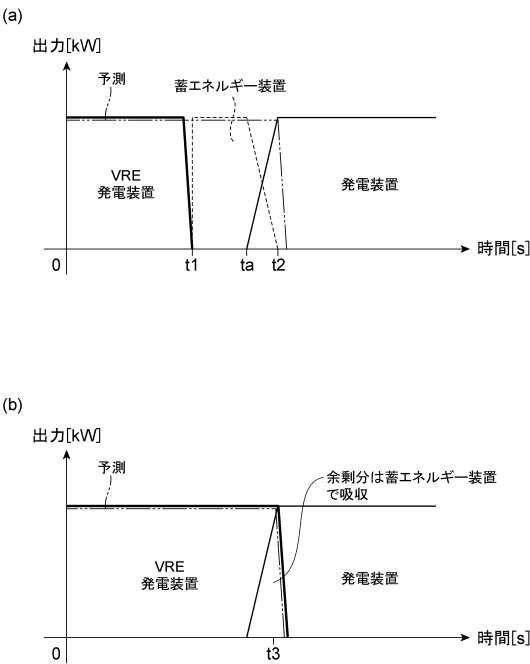 (a)
出力[kW]
予測
蓄エネルギー装置
VRE
発電装置
発電装置
0
t1
ta
t2
時間[s]
(b)
出力[kW]
予測
余剰分は蓄エネルギー装置
で吸収
VRE
発電装置
発電装置
0
t3
時間[s]